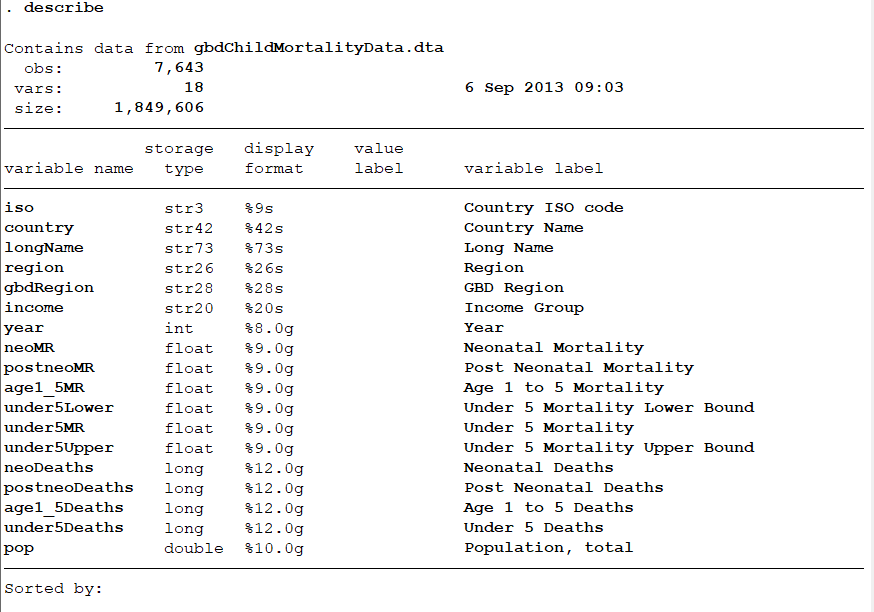 . describe
Contains data from gbdChildMortalityData.dta
obs: 7,643
vars: 18 6 Sep 2013 09:03
size: 1,849,606
storage display value
variable name type format label variable label
iso str3 %9s Country ISO code
country str42 %42s Country Name
longName str73 %73s Long Name
region str26 %26s Region
gbdRegion str28 %28s GBD Region
income str20 %20s Income Group
year int %8.0g Year
neoMR float %9.0g Neonatal Mortality
postneoMR float %9.0g Post Neonatal Mortality
age1_5MR float %9.0g Age 1 to 5 Mortality
under5Lower float %9.0g Under 5 Mortality Lower Bound
under5MR float %9.0g Under 5 Mortality
under5Upper float %9.0g Under 5 Mortality Upper Bound
neoDeaths long %12.0g Neonatal Deaths
postneoDeaths long %12.0g Post Neonatal Deaths
age1_5Deaths long %12.0g Age 1 to 5 Deaths
under5Deaths long %12.0g Under 5 Deaths
pop double %10.0g Population, total
Sorted by: